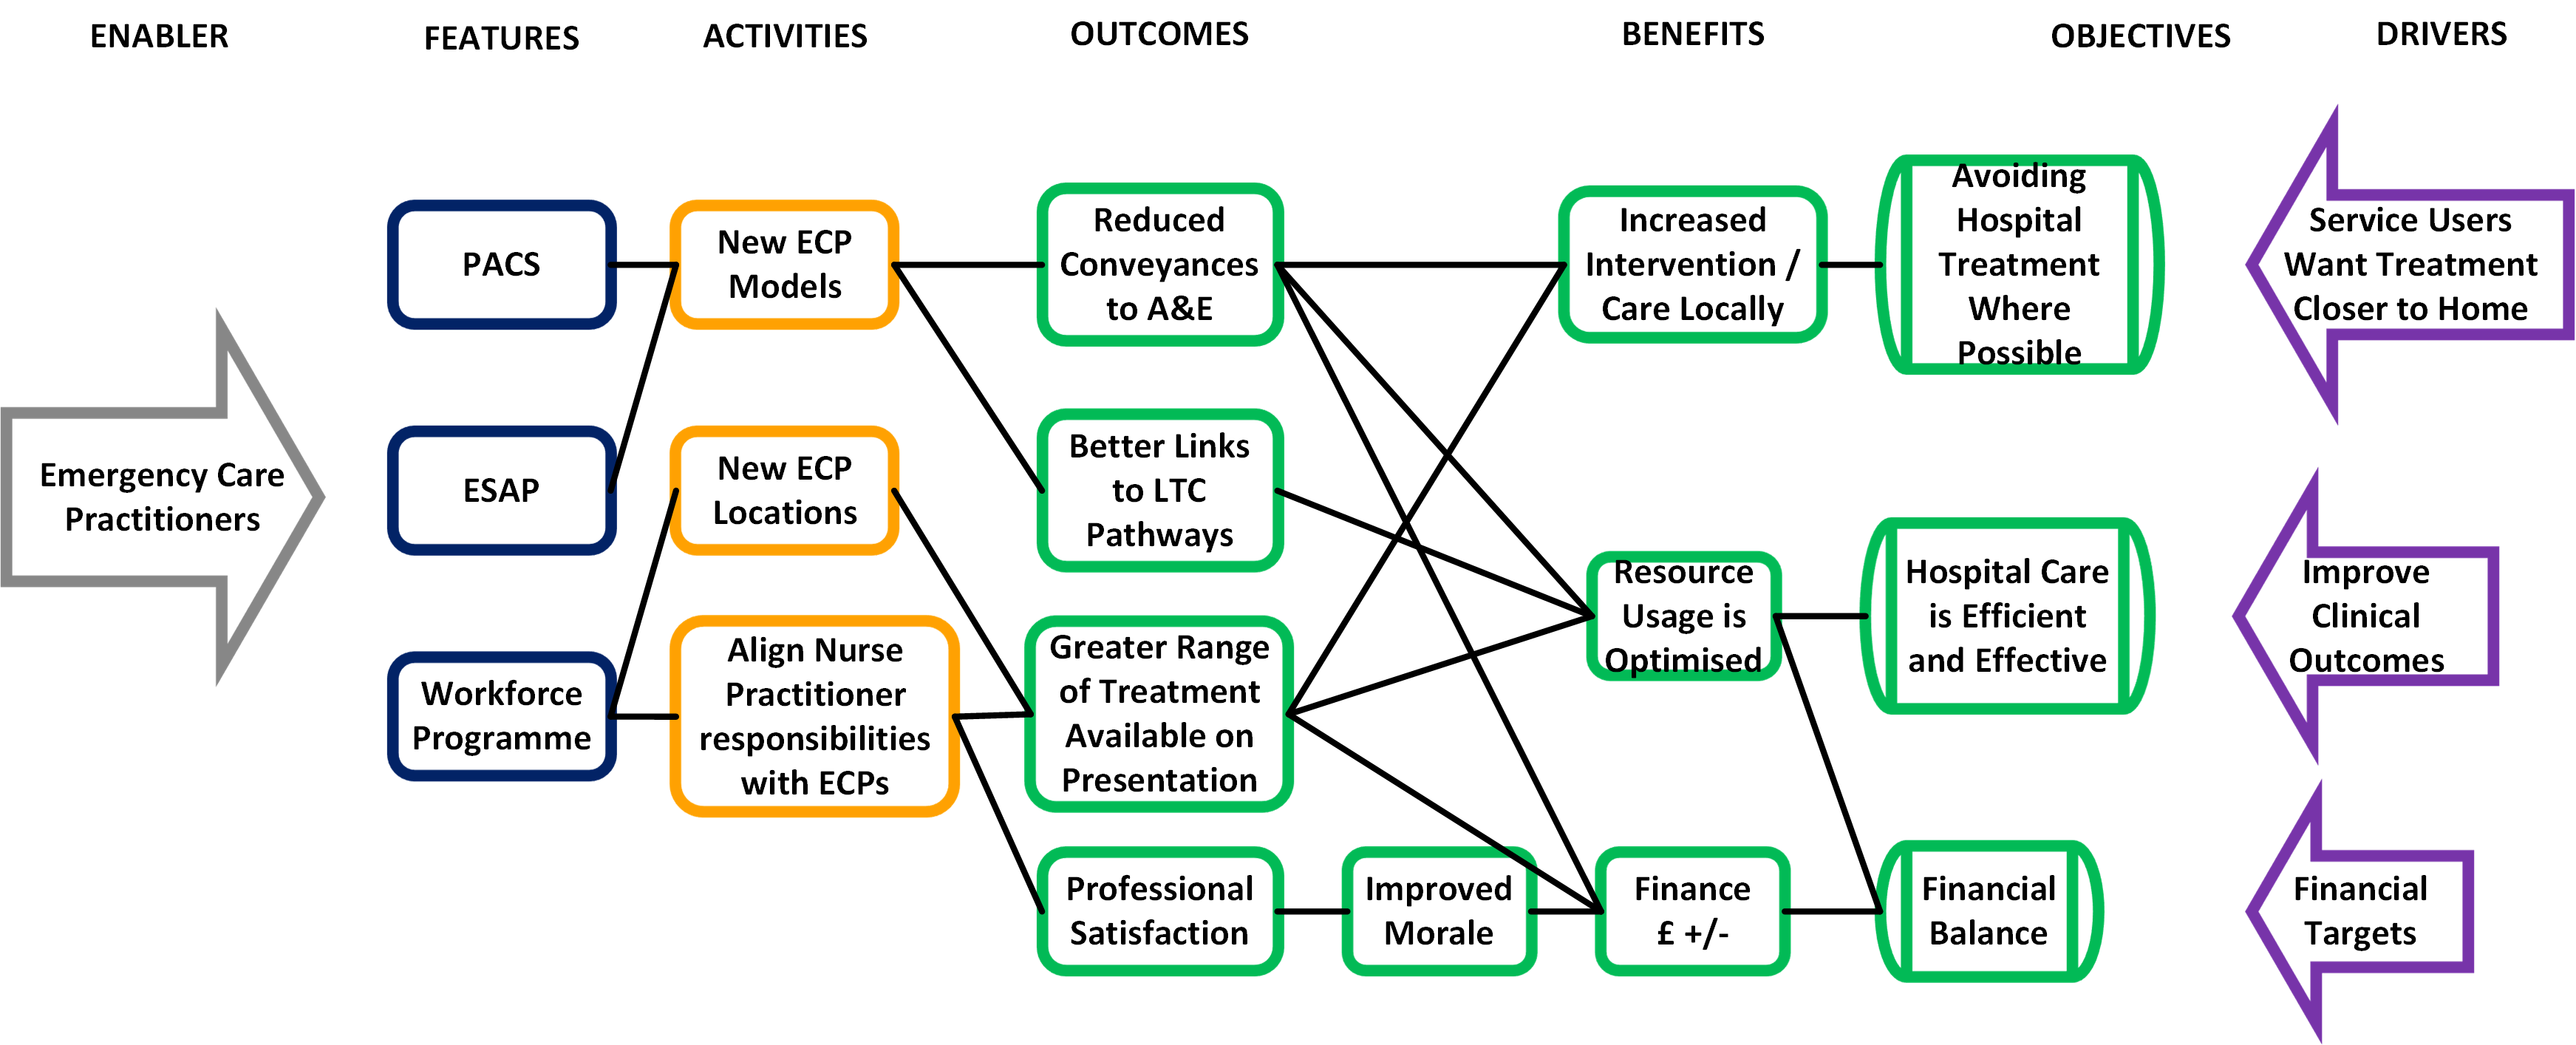 ENABLER
FEATURES
ACTIVITIES
OUTCOMES
BENEFITS
OBJECTIVES
DRIVERS
Emergency Care
Practitioners
PACS
ESAP
Workforce
Programme
New ECP
Models
New ECP
Locations
Align Nurse
Practitioner
responsibilities
with ECPs
Reduced
Conveyances
to A&E
Better Links
to LTC
Pathways
Greater Range
of Treatment
Available on
Presentation
Professional
Satisfaction
Improved
Morale
Increased
Intervention /
Care Locally
Resource
Usage is
Optimised
Finance
£ +/-
Avoiding
Hospital
Treatment
Where
Possible
Hospital Care
is Efficient
and Effective
Financial
Balance
Service Users
Want Treatment
Closer to Home
Improve
Clinical
Outcomes
Financial
Targets